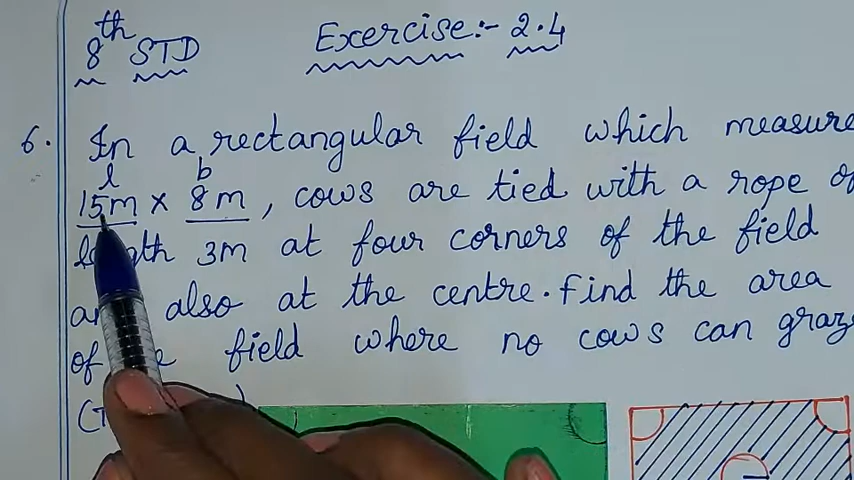 8th STD Exercise:- 2.4
6. In a rectangular field which measure
l b
15m × 8m, cows are tied with a rope of
3m at four corners of the field
also at the centre. Find the area
of field where no cows can graz